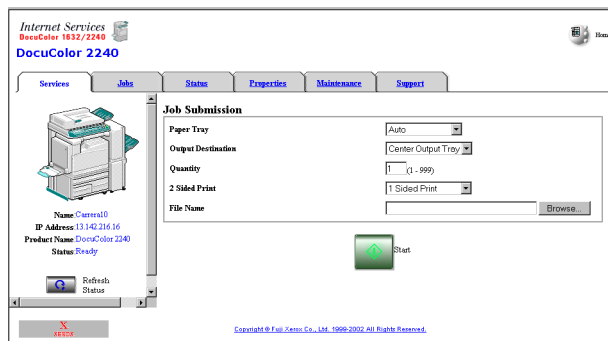 Internet Services
DocuColor 1632/2240
Home
DocuColor 2240
Services Jobs Status Properties Maintenance Support
Job Submission
Paper Tray Auto
Output Destination Center Output Tray
Quantity 1 (1 - 999)
2 Sided Print 1 Sided Print
File Name Browse...
Name:Carrera10
IP Address:13.142.216.16
Product Name:DocuColor 2240
Status:Ready
Start
Refresh
Status
X
XEROX
Copyright © Fuji Xerox Co., Ltd. 1999-2002 All Rights Reserved.